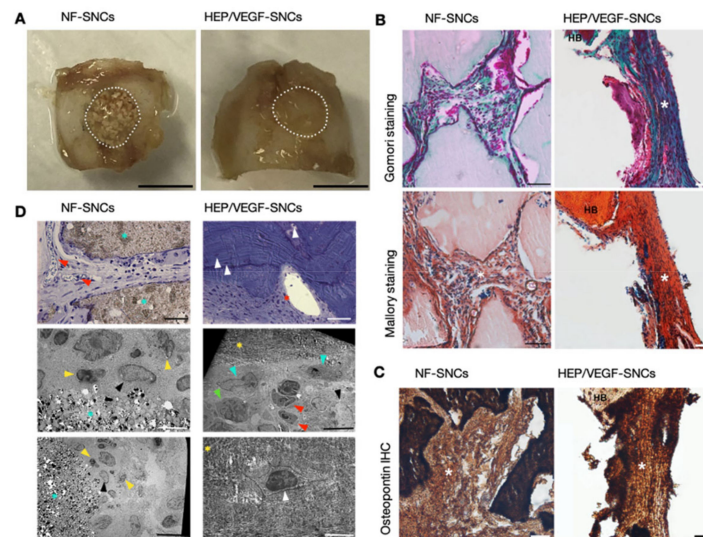 A
NF-SNCs
HEP/VEGF-SNCs
B
NF-SNCs
HEP/VEGF-SNCs
Gomori staining
*
HB
*
Mallory staining
*
HB
*
D
NF-SNCs
HEP/VEGF-SNCs
*
*
*
*
*
*
*
C
NF-SNCs
HEP/VEGF-SNCs
Osteopontin IHC
*
HB
*